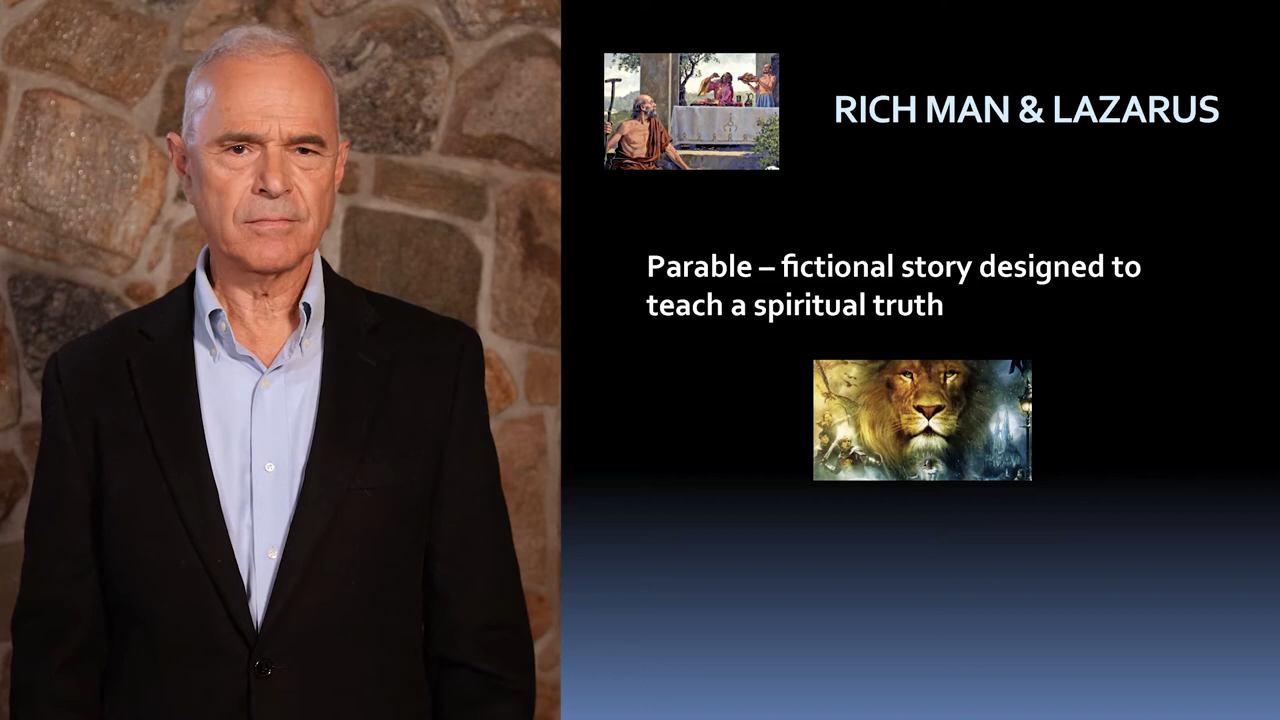 RICH MAN & LAZARUS
Parable – fictional story designed to
teach a spiritual truth